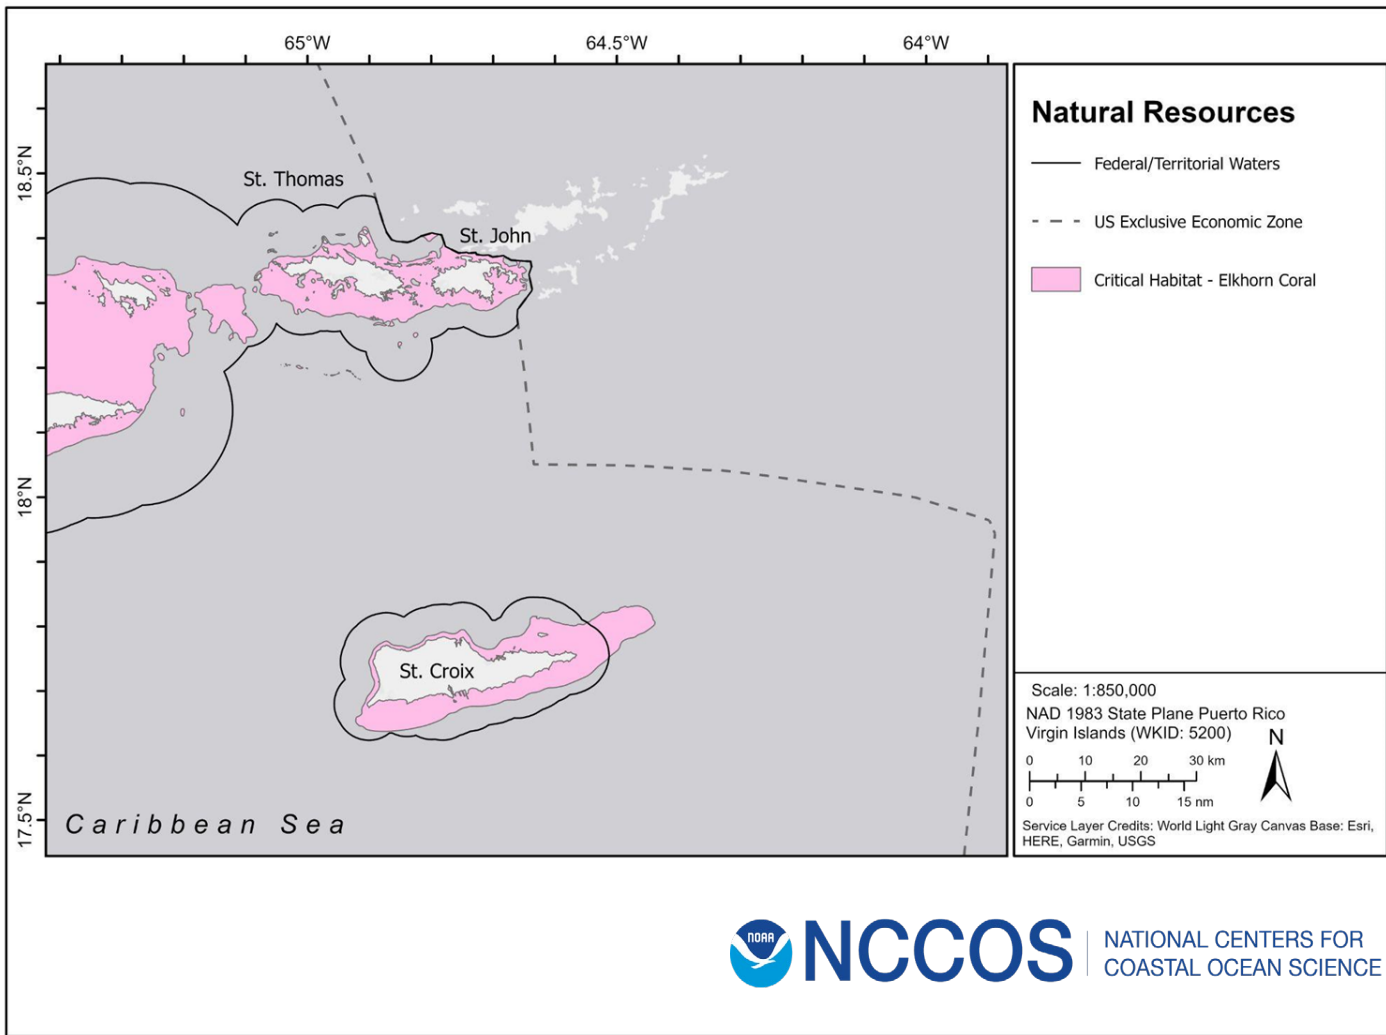 65°W 64.5°W 64°W
18.5°N
18°N
17.5°N
St. Thomas
St. John
St. Croix
Caribbean Sea
Natural Resources
Federal/Territorial Waters
US Exclusive Economic Zone
Critical Habitat - Elkhorn Coral
Scale: 1:850,000
NAD 1983 State Plane Puerto Rico
Virgin Islands (WKID: 5200)
N
0 10 20 30 km
0 5 10 15 nm
Service Layer Credits: World Light Gray Canvas Base: Esri,
HERE, Garmin, USGS
NOAA
NCCOS
NATIONAL CENTERS FOR
COASTAL OCEAN SCIENCE